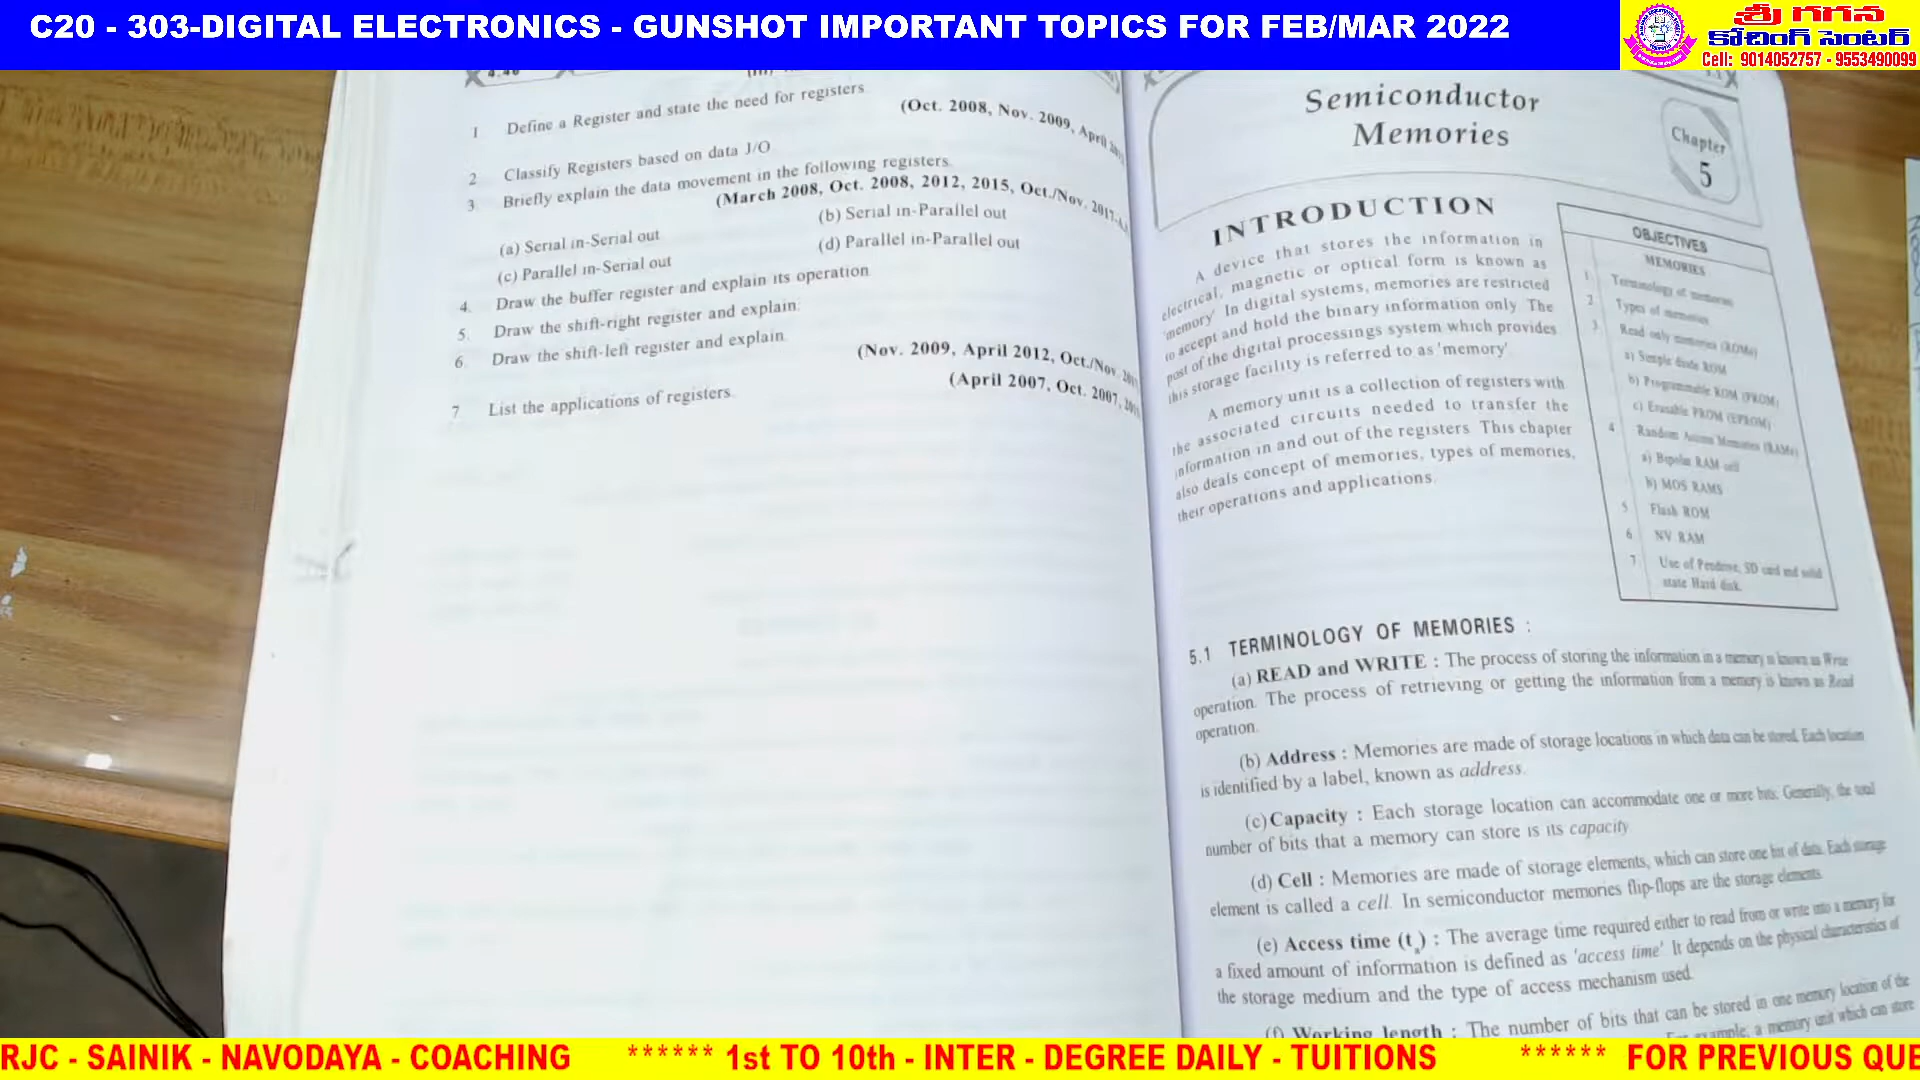 C20 - 303-DIGITAL ELECTRONICS - GUNSHOT IMPORTANT TOPICS FOR FEB/MAR 2022
శ్రీ గగన
కోచింగ్ సెంటర్
Cell: 9014052757 - 9553490099
1 Define a Register and state the need for registers.
(Oct. 2008, Nov. 2009, April
2 Classify Registers based on data I/O
3. Briefly explain the data movement in the following registers.
(March 2008, Oct. 2008, 2012, 2015, Oct./Nov. 2017
(a) Serial in-Serial out (b) Serial in-Parallel out
(c) Parallel in-Serial out (d) Parallel in-Parallel out
4. Draw the buffer register and explain its operation.
5. Draw the shift-right register and explain.
6. Draw the shift-left register and explain.
(Nov. 2009, April 2012, Oct./Nov.
7 List the applications of registers.
(April 2007, Oct. 2007,
Semiconductor
Memories
Chapter
5
INTRODUCTION
A device that stores the information in
electrical, magnetic or optical form is known as
'memory'. In digital systems, memories are restricted
to accept and hold the binary information only. The
post of the digital processings system which provides
this storage facility is referred to as 'memory'
A memory unit is a collection of registers with
the associated circuits needed to transfer the
information in and out of the registers. This chapter
also deals concept of memories, types of memories,
their operations and applications.
OBJECTIVES
MEMORIES
1. Terminology of memories
2. Types of memories
3. Read only memories (ROMs)
a) Simple diode ROM
b) Programmable ROM (PROM)
c) Erasable PROM (EPROM)
4 Random Access Memories (RAMs)
a) Bipolar RAM cell
b) MOS RAMS
5 Flash ROM
6 NV RAM
7 Use of Pendrive, SD card and solid
state Hard disk.
5.1 TERMINOLOGY OF MEMORIES :
(a) READ and WRITE : The process of storing the information in a memory is known as Write
operation. The process of retrieving or getting the information from a memory is known as Read
operation.
(b) Address : Memories are made of storage locations in which data can be stored. Each location
is identified by a label, known as address.
(c) Capacity : Each storage location can accommodate one or more bits. Generally, the total
number of bits that a memory can store is its capacity
(d) Cell : Memories are made of storage elements, which can store one bit of data. Each storage
element is called a cell. In semiconductor memories flip-flops are the storage elements.
(e) Access time (ta) : The average time required either to read from or write into a memory for
a fixed amount of information is defined as 'access time'. It depends on the physical characteristics of
the storage medium and the type of access mechanism used.
(f) Working length : The number of bits that can be stored in one memory location of the
example, a memory unit which can store
RJC - SAINIK - NAVODAYA - COACHING ****** 1st TO 10th - INTER - DEGREE DAILY - TUITIONS ****** FOR PREVIOUS QUE